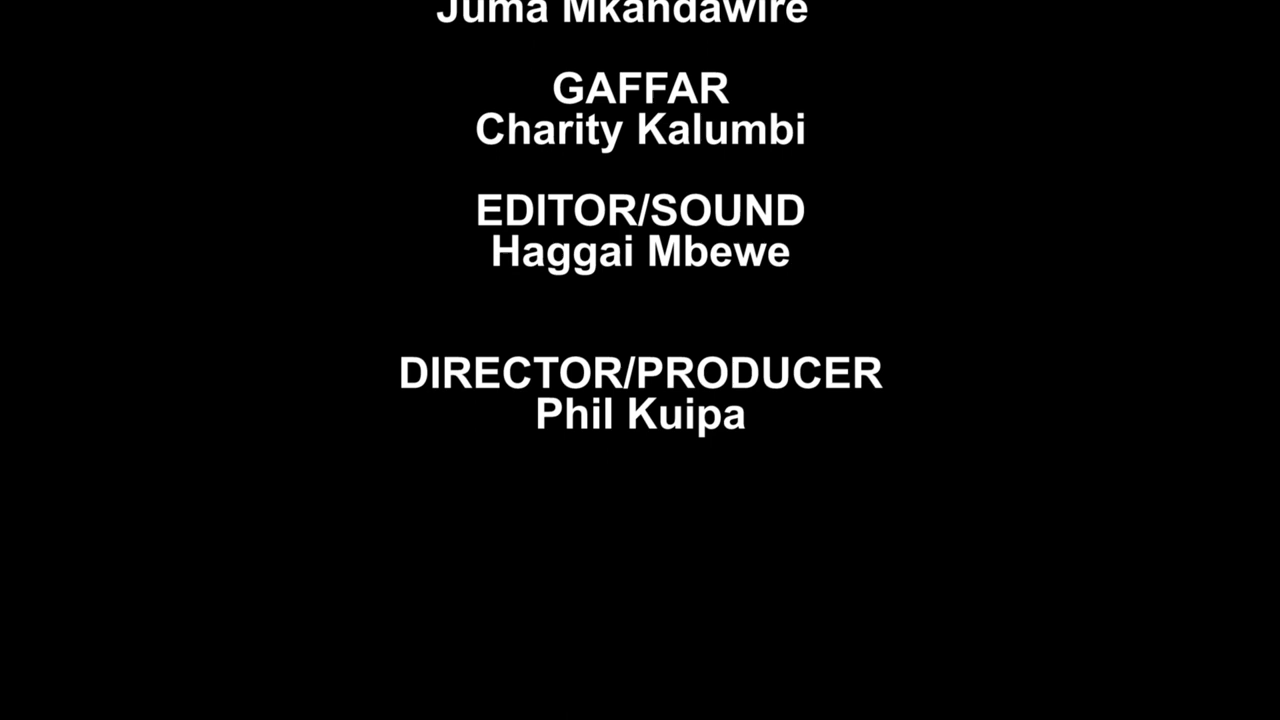 Juma Mkandawire
GAFFAR
Charity Kalumbi
EDITOR/SOUND
Haggai Mbewe
DIRECTOR/PRODUCER
Phil Kuipa